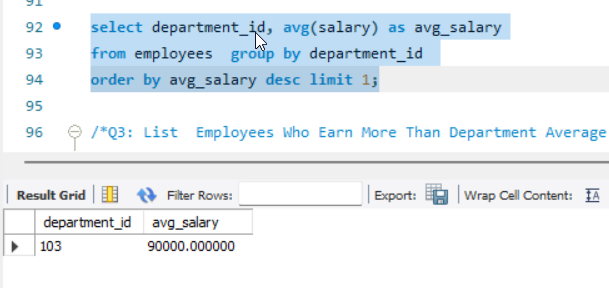 91
92 select department_id, avg(salary) as avg_salary
93 from employees  group by department_id
94 order by avg_salary desc limit 1;
95
96 /*Q3: List  Employees Who Earn More Than Department Average
Result Grid Filter Rows: Export: Wrap Cell Content: IA
department_id avg_salary
103 90000.000000